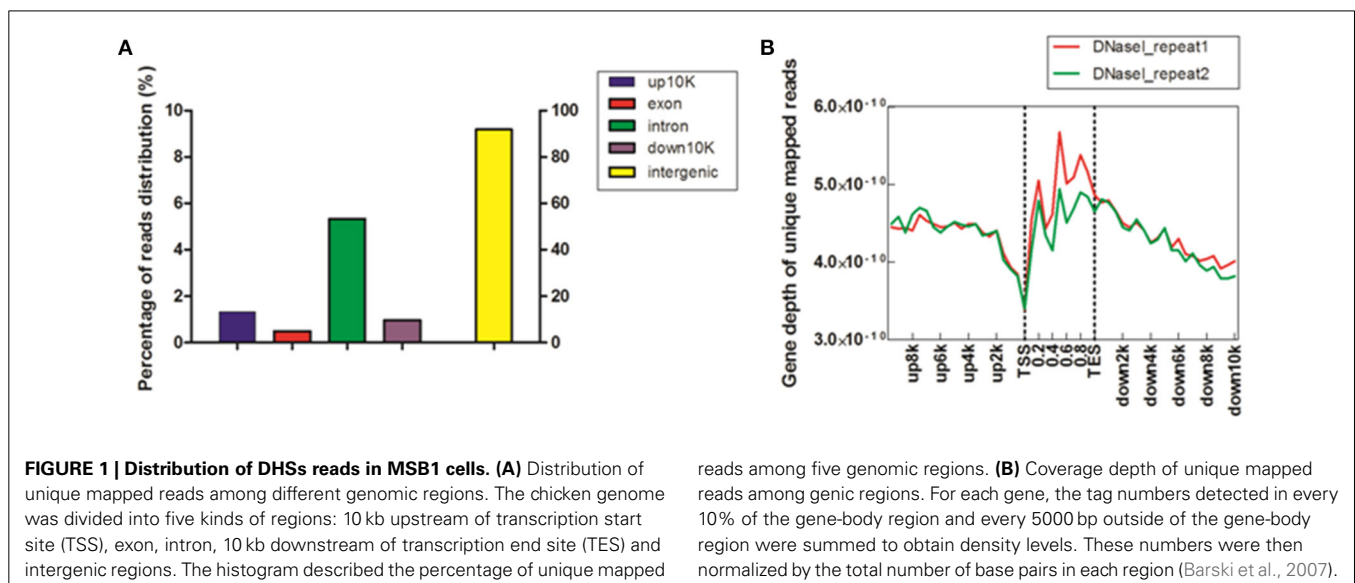 A
Percentage of reads distribution (%)
10
8
6
4
2
0
100
80
60
40
20
0
up10K
exon
intron
down10K
intergenic
B
DNaseI_repeat1
DNaseI_repeat2
Gene depth of unique mapped reads
6.0×10-10
5.0×10-10
4.0×10-10
3.0×10-10
up8k
up6k
up4k
up2k
TSS
0.2
0.4
0.6
0.8
TES
down2k
down4k
down6k
down8k
down10k
FIGURE 1 | Distribution of DHSs reads in MSB1 cells. (A) Distribution of
unique mapped reads among different genomic regions. The chicken genome
was divided into five kinds of regions: 10 kb upstream of transcription start
site (TSS), exon, intron, 10 kb downstream of transcription end site (TES) and
intergenic regions. The histogram described the percentage of unique mapped
reads among five genomic regions. (B) Coverage depth of unique mapped
reads among genic regions. For each gene, the tag numbers detected in every
10% of the gene-body region and every 5000 bp outside of the gene-body
region were summed to obtain density levels. These numbers were then
normalized by the total number of base pairs in each region (Barski et al., 2007).